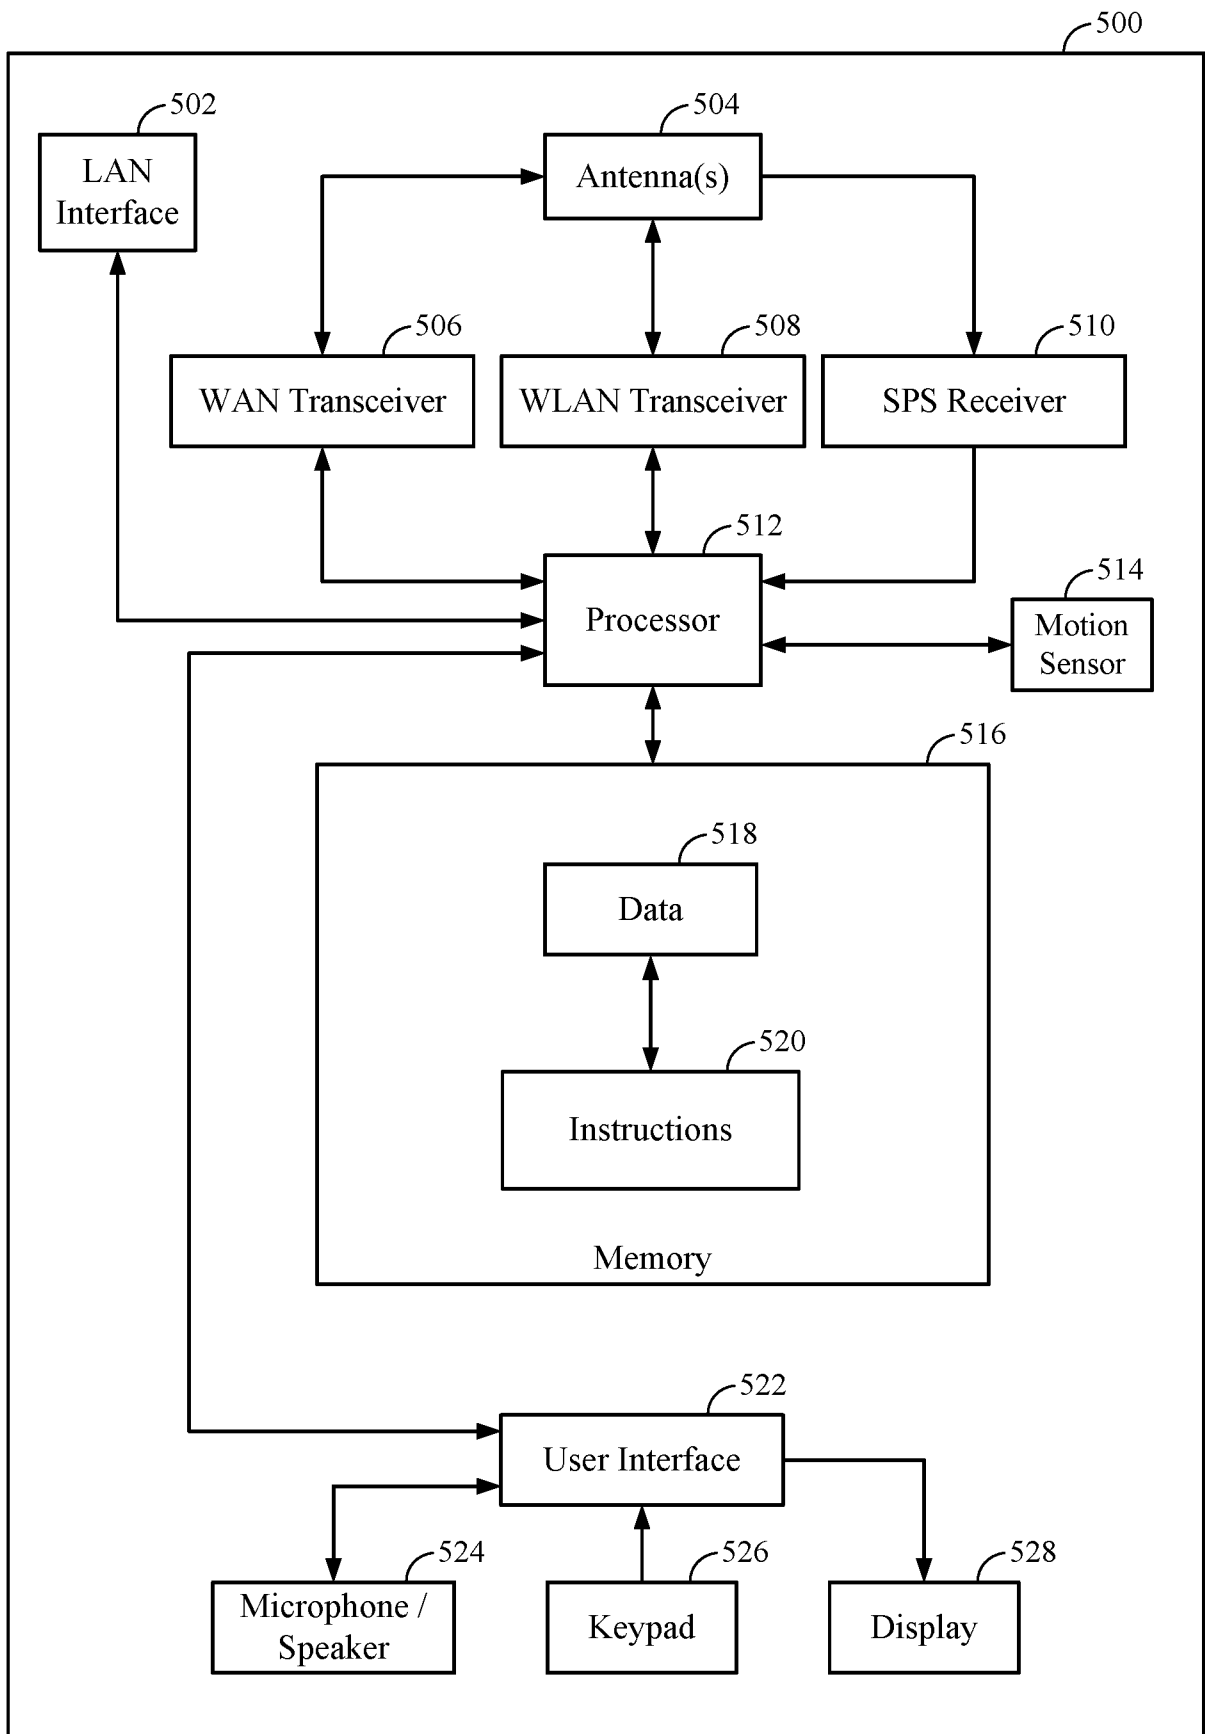 500
502
LAN
Interface
504
Antenna(s)
506
WAN Transceiver
508
WLAN Transceiver
510
SPS Receiver
512
Processor
514
Motion
Sensor
516
518
Data
520
Instructions
Memory
522
User Interface
524
Microphone /
Speaker
526
Keypad
528
Display